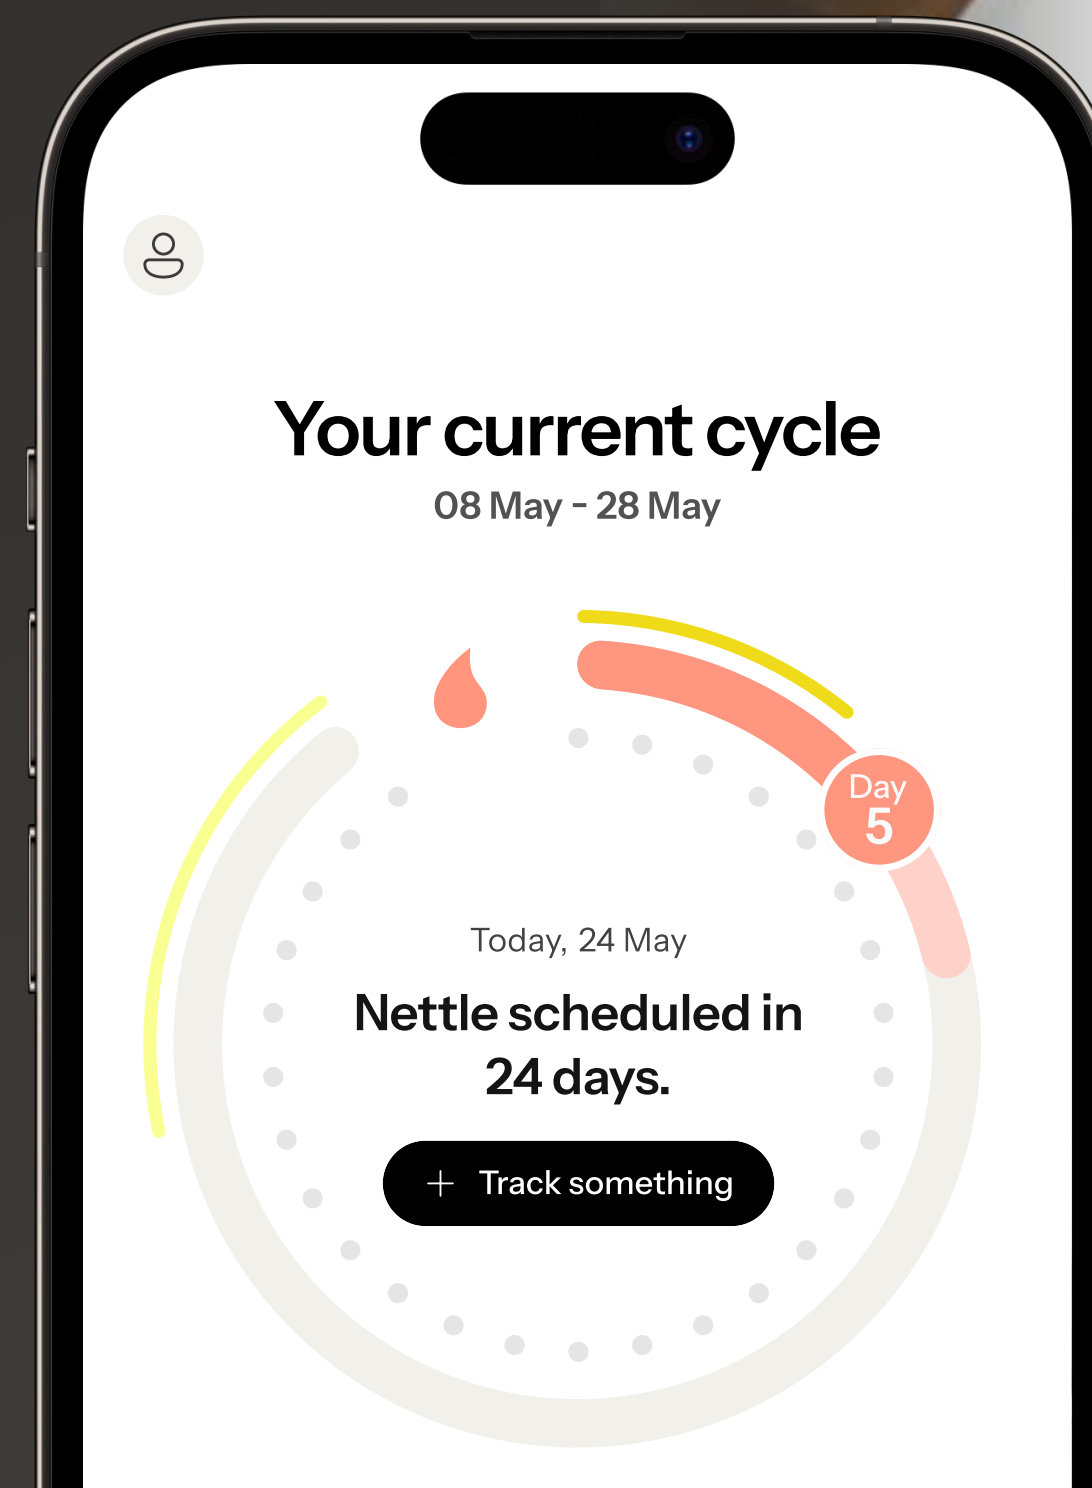 Your current cycle
08 May - 28 May
Day
5
Today, 24 May
Nettle scheduled in
24 days.
+ Track something